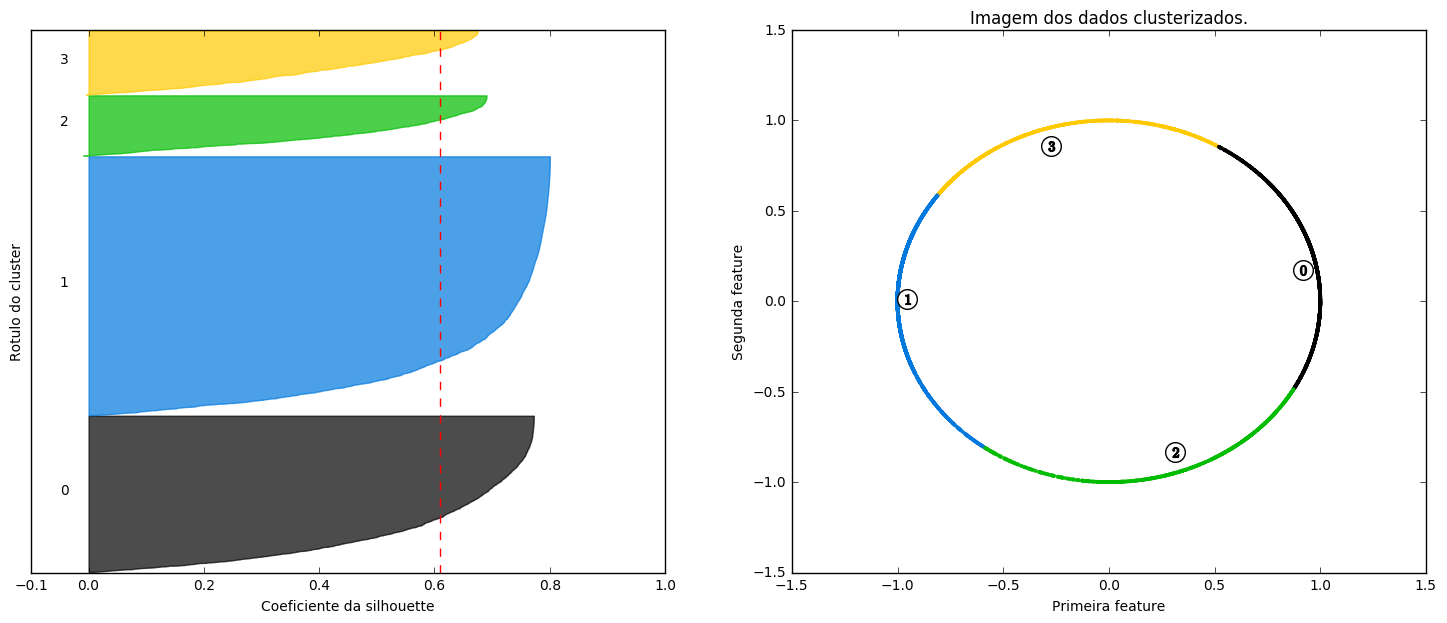 3
2
1
0
Rotulo do cluster
−0.1 0.0 0.2 0.4 0.6 0.8 1.0
Coeficiente da silhouette
Imagem dos dados clusterizados.
1.5
1.0
0.5
0.0
−0.5
−1.0
−1.5
Segunda feature
3
0
1
2
−1.5 −1.0 −0.5 0.0 0.5 1.0 1.5
Primeira feature